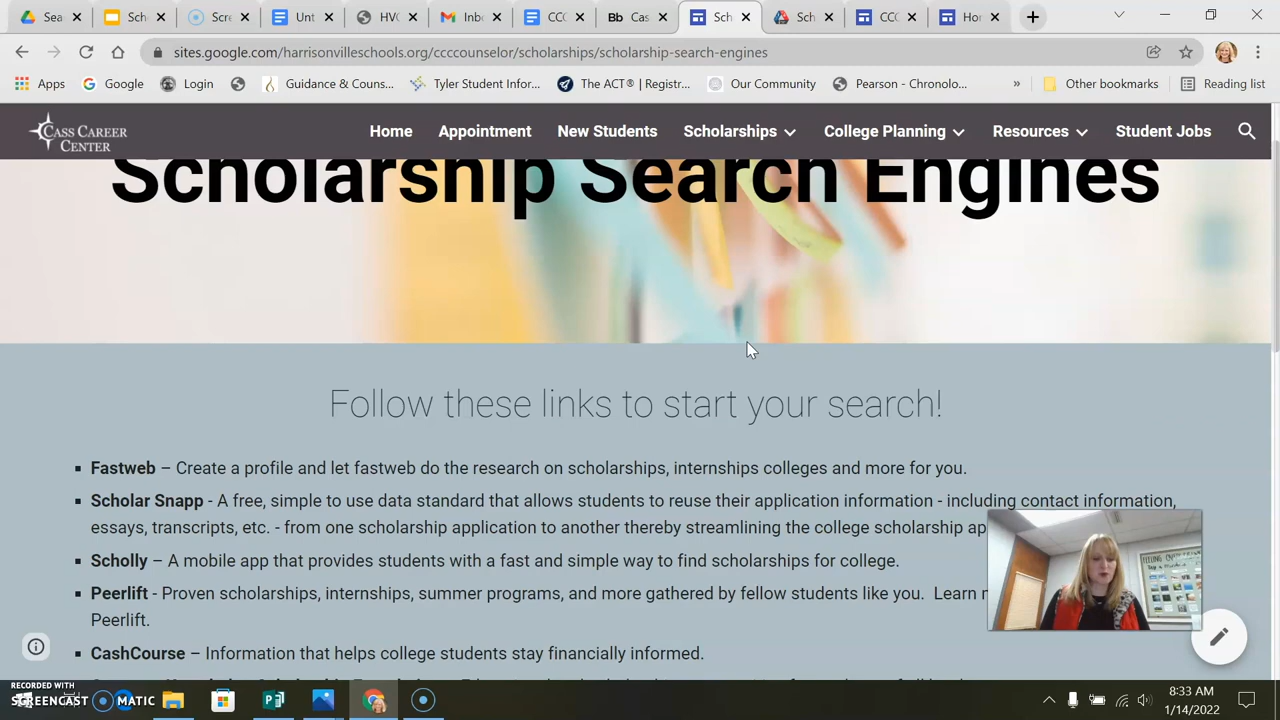 Sea
Sch
Scre
Unt
HVC
Inbo
CCC
Bb Cas
Sch
Sch
CCC
Hor
sites.google.com/harrisonvilleschools.org/ccccounselor/scholarships/scholarship-search-engines
Apps
Google
Login
Guidance & Couns...
Tyler Student Infor...
The ACT® | Registr...
Our Community
Pearson - Chronolo...
»
Other bookmarks
Reading list
CASS CAREER
CENTER
Home
Appointment
New Students
Scholarships
College Planning
Resources
Student Jobs
Scholarship Search Engines
Follow these links to start your search!
Fastweb – Create a profile and let fastweb do the research on scholarships, internships colleges and more for you.
Scholar Snapp - A free, simple to use data standard that allows students to reuse their application information - including contact information,
essays, transcripts, etc. - from one scholarship application to another thereby streamlining the college scholarship ap
Scholly – A mobile app that provides students with a fast and simple way to find scholarships for college.
Peerlift - Proven scholarships, internships, summer programs, and more gathered by fellow students like you. Learn
Peerlift.
CashCourse – Information that helps college students stay financially informed.
RECORDED WITH
SCREENCAST MATIC
8:33 AM
1/14/2022